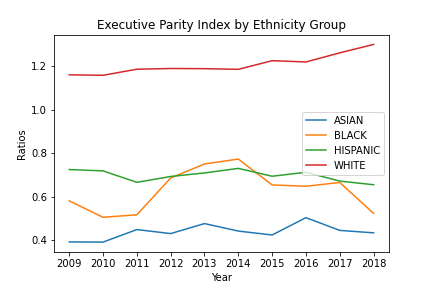 Executive Parity Index by Ethnicity Group
Ratios
1.2
1.0
0.8
0.6
0.4
ASIAN
BLACK
HISPANIC
WHITE
2009 2010 2011 2012 2013 2014 2015 2016 2017 2018
Year